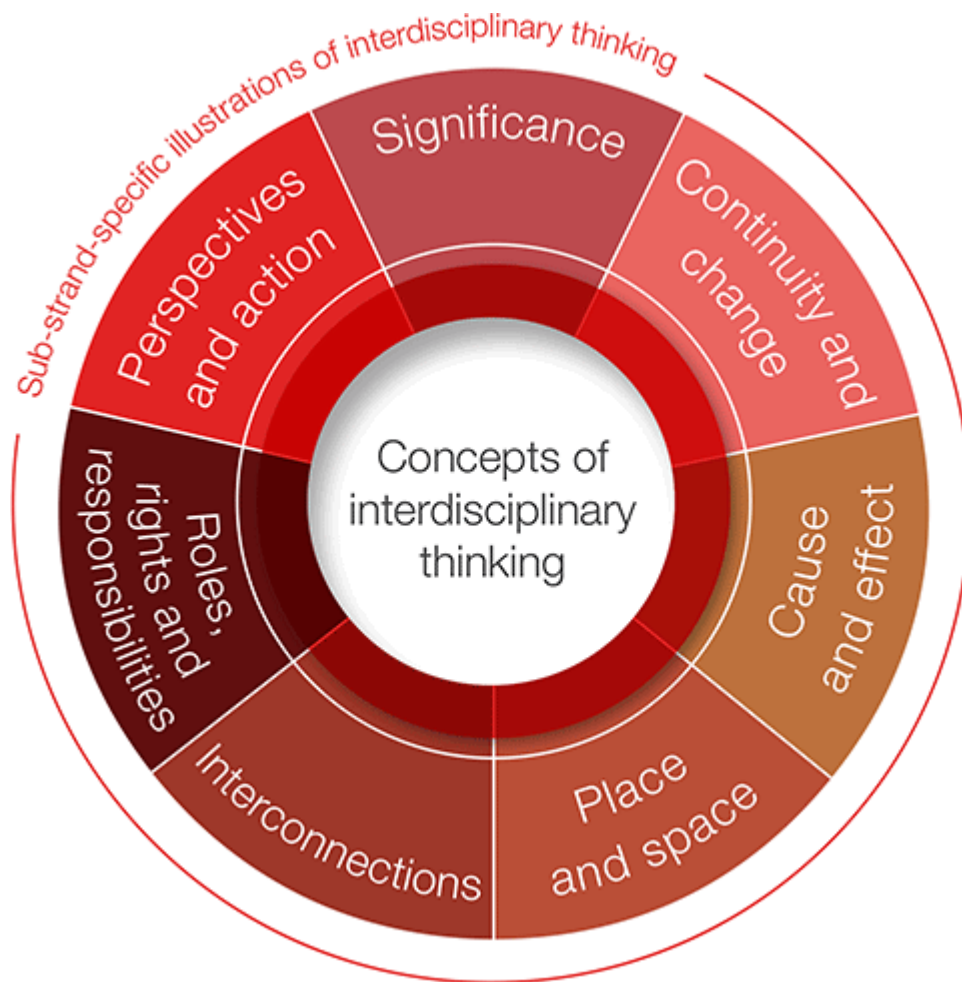 Sub-strand-specific illustrations of interdisciplinary thinking
Significance
Continuity and
change
Cause
and effect
Place
and space
Interconnections
Roles,
rights and
responsibilities
Perspectives
and action
Concepts of
interdisciplinary
thinking